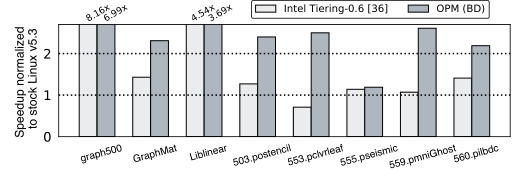 8.16x
6.99x
4.54x
3.69x
Intel Tiering-0.6 [36]
OPM (BD)
Speedup normalized
to stock Linux v5.3
2
1
0
graph500
GraphMat
Liblinear
503.postencil
553.pclvrleaf
555.pseismic
559.pmniGhost
560.pilbdc